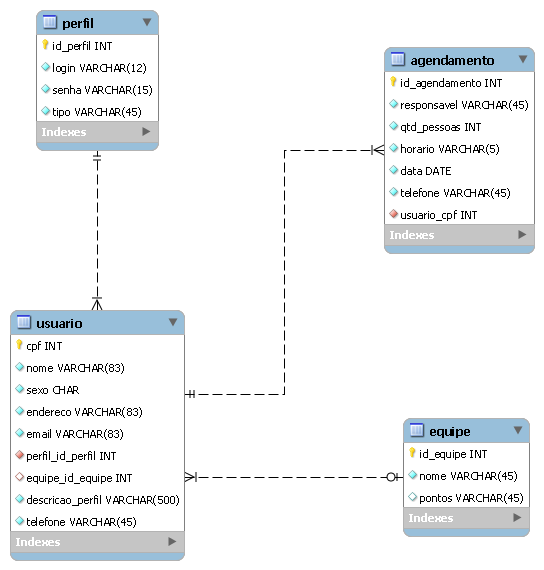 perfil
id_perfil INT
login VARCHAR(12)
senha VARCHAR(15)
tipo VARCHAR(45)
Indexes
agendamento
id_agendamento INT
responsavel VARCHAR(45)
qtd_pessoas INT
horario VARCHAR(5)
data DATE
telefone VARCHAR(45)
usuario_cpf INT
Indexes
usuario
cpf INT
nome VARCHAR(83)
sexo CHAR
endereco VARCHAR(83)
email VARCHAR(83)
perfil_id_perfil INT
equipe_id_equipe INT
descricao_perfil VARCHAR(500)
telefone VARCHAR(45)
Indexes
equipe
id_equipe INT
nome VARCHAR(45)
pontos VARCHAR(45)
Indexes